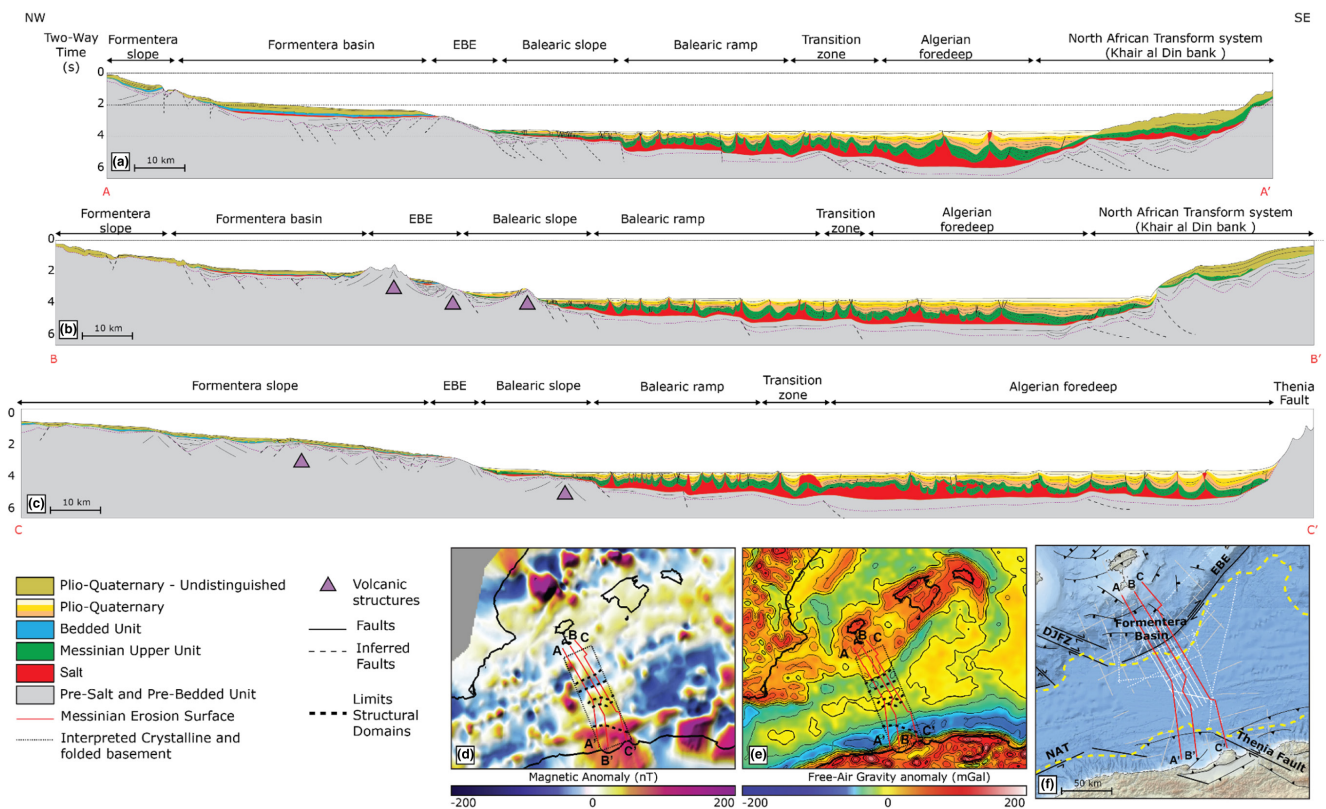 NW
SE
Two-Way
Time
(s)
Formentera
slope
Formentera basin
EBE
Balearic slope
Balearic ramp
Transition
zone
Algerian
foredeep
North African Transform system
(Khair al Din bank )
0
2
4
6
(a)
10 km
A
A'
Formentera
slope
Formentera basin
EBE
Balearic slope
Balearic ramp
Transition
zone
Algerian
foredeep
North African Transform system
(Khair al Din bank )
0
2
4
6
(b)
10 km
B
B'
Formentera slope
EBE
Balearic slope
Balearic ramp
Transition
zone
Algerian foredeep
Thenia
Fault
0
2
4
6
(c)
10 km
C
C'
Plio-Quaternary - Undistinguished
Plio-Quaternary
Bedded Unit
Messinian Upper Unit
Salt
Pre-Salt and Pre-Bedded Unit
Messinian Erosion Surface
Interpreted Crystalline and
folded basement
Volcanic
structures
Faults
Inferred
Faults
Limits
Structural
Domains
A
B
C
A'
B'
C'
(d)
Magnetic Anomaly (nT)
-200
0
200
A
B
C
A'
B'
C'
(e)
Free-Air Gravity anomaly (mGal)
-200
0
200
A
B
C
EBE
Formentera
Basin
DJFZ
NAT
A'
B'
C'
Thenia Fault
50 km
(f)